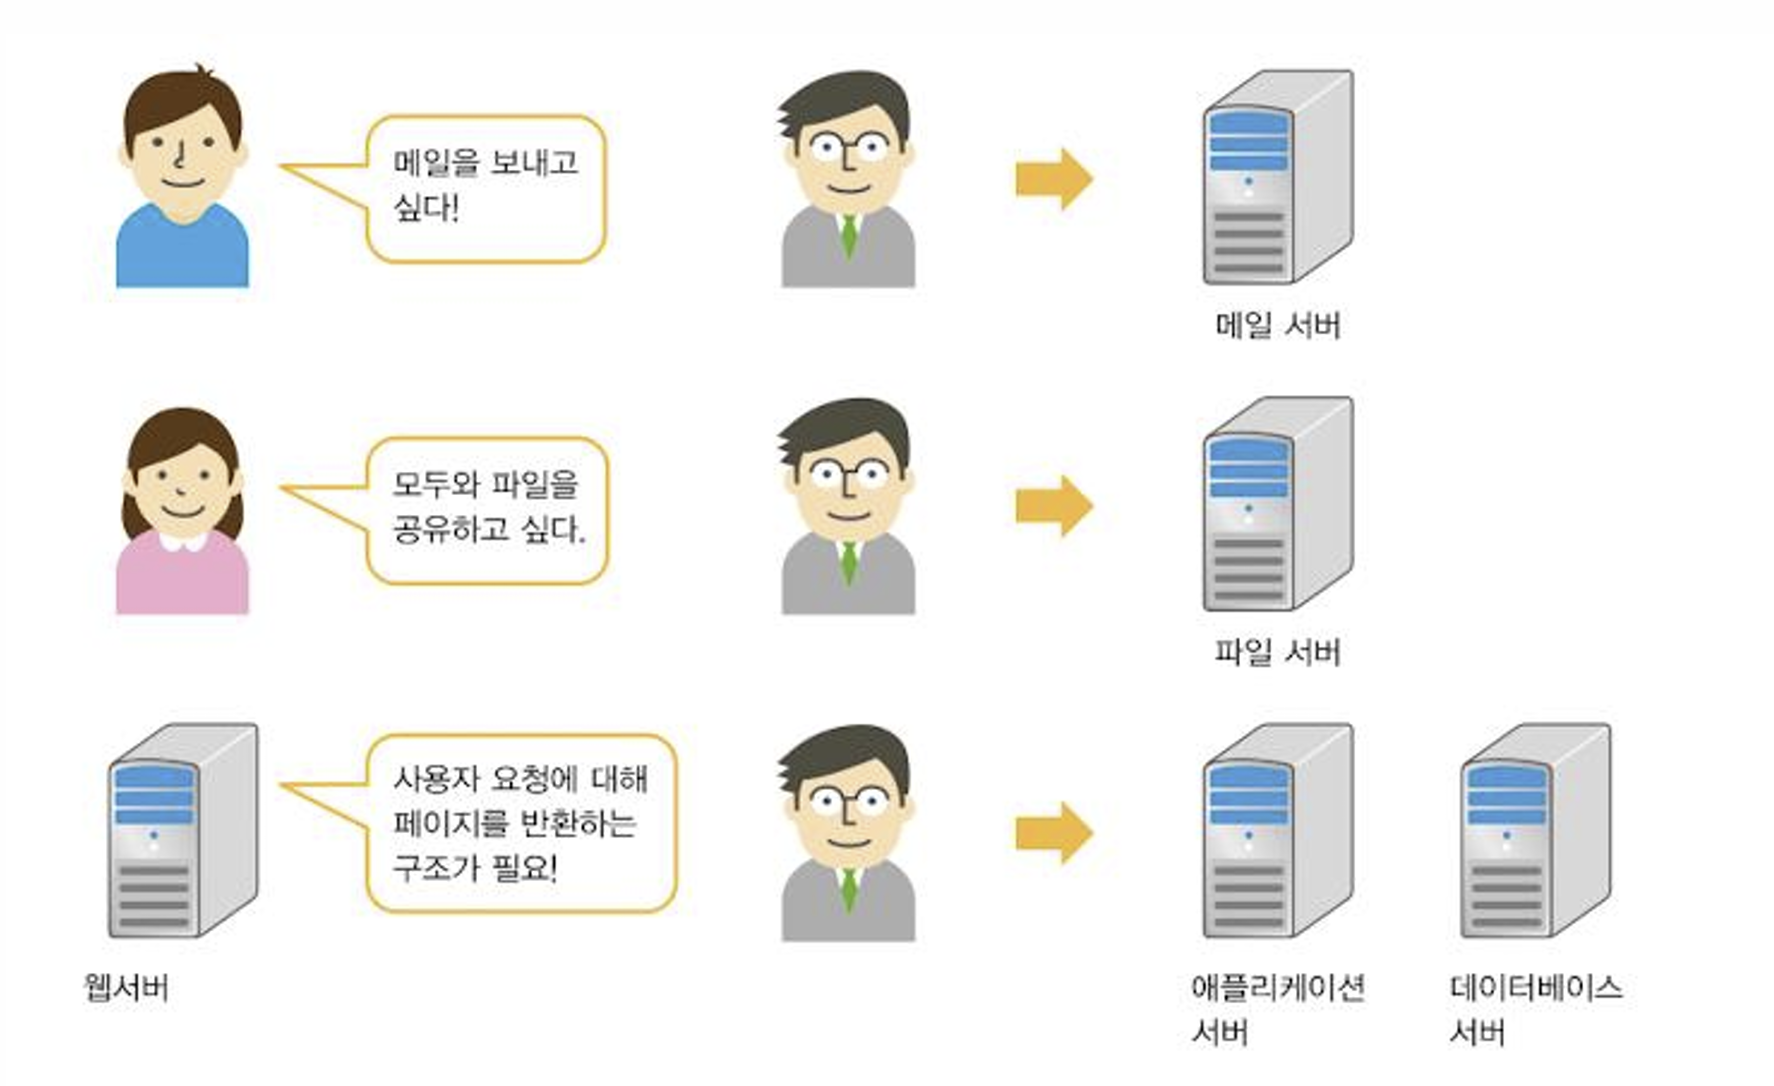 메일을 보내고
싶다!
메일 서버
모두와 파일을
공유하고 싶다.
파일 서버
사용자 요청에 대해
페이지를 반환하는
구조가 필요!
웹서버
애플리케이션
서버
데이터베이스
서버